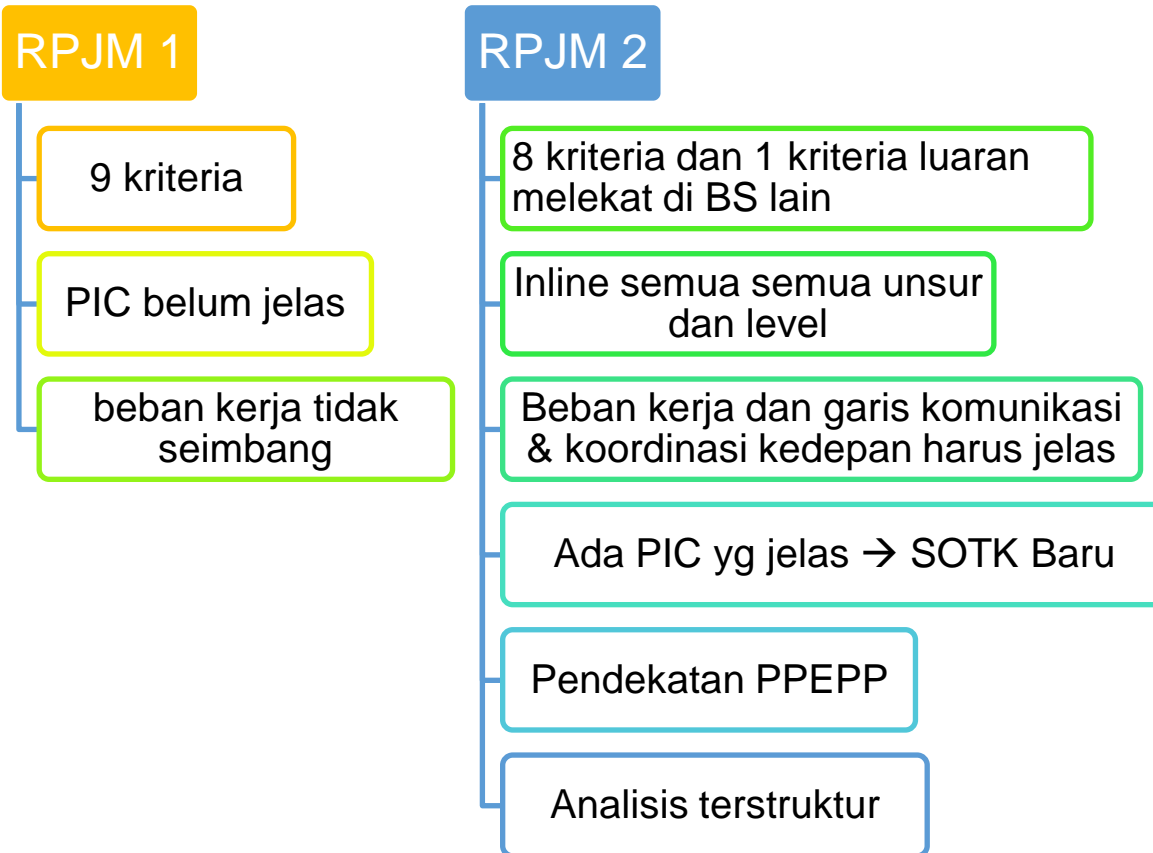 RPJM 1
9 kriteria
PIC belum jelas
beban kerja tidak
seimbang
RPJM 2
8 kriteria dan 1 kriteria luaran
melekat di BS lain
Inline semua semua unsur
dan level
Beban kerja dan garis komunikasi
& koordinasi kedepan harus jelas
Ada PIC yg jelas → SOTK Baru
Pendekatan PPEPP
Analisis terstruktur